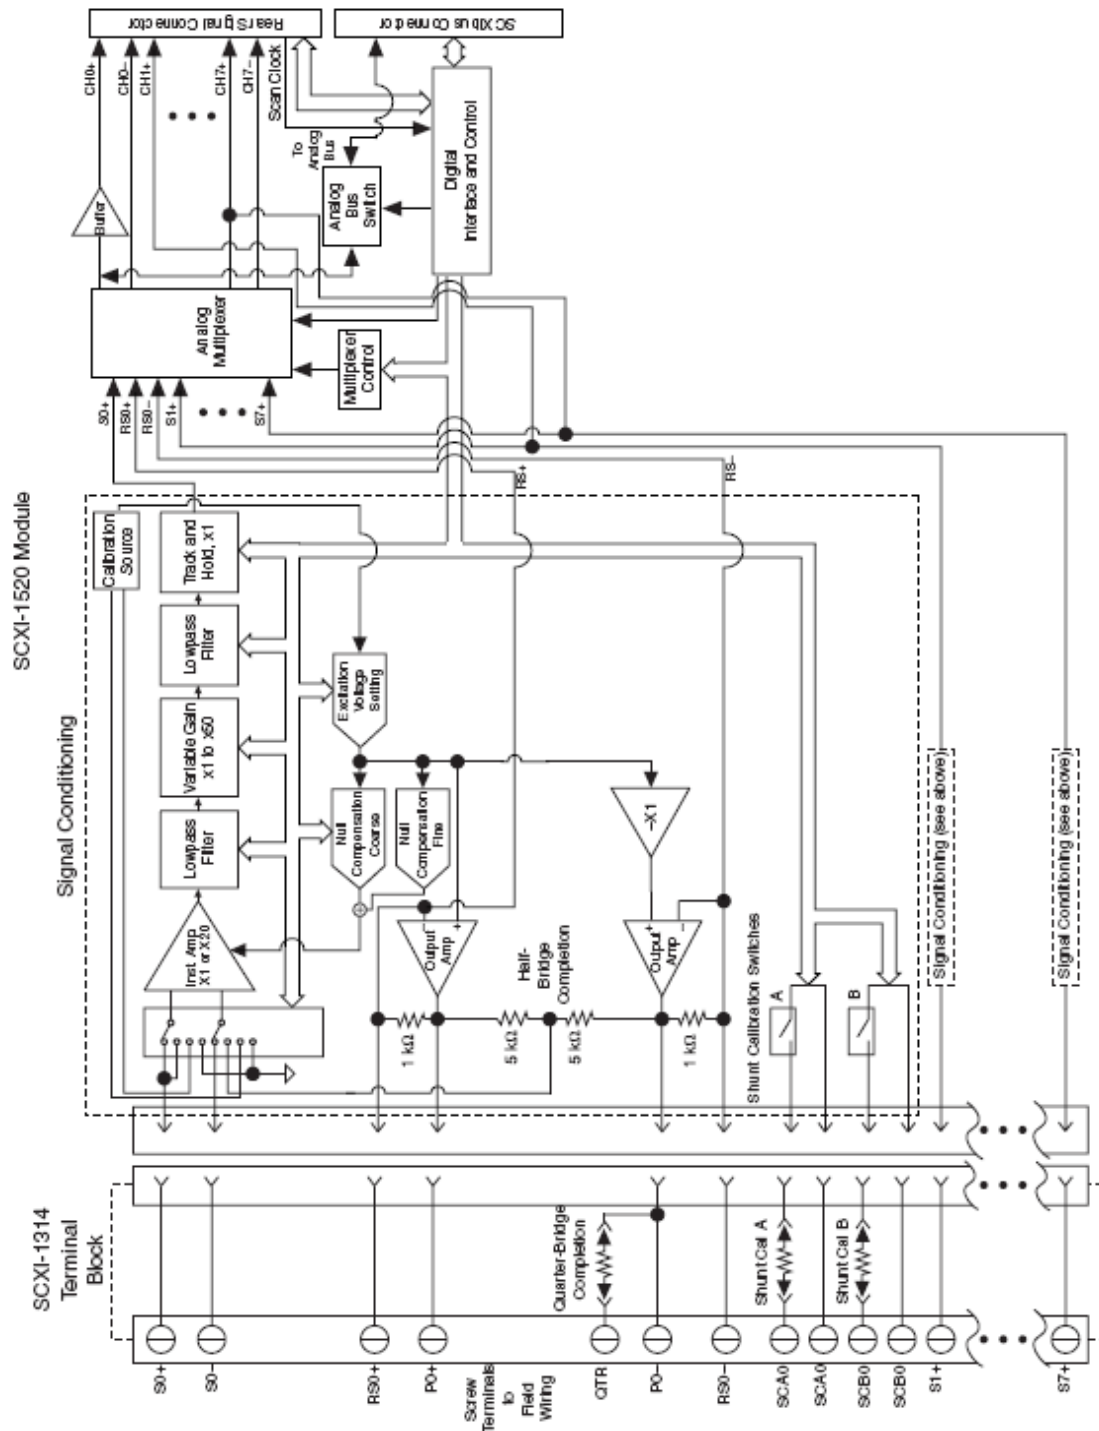 SCXI-1520 Module
Signal Conditioning
SCXI-1314
Terminal
Block
Rear Signal Connector
SCXIbus Connector
CH0+
CH0–
CH1+
CH7+
CH7–
Scan Clock
Buffer
To
Analog
Bus
Analog
Bus
Switch
Digital
Interface and Control
Analog
Multiplexer
Multiplexer
Control
S0+
RS0+
RS0–
S1+
S7+
RS+
RS–
Calibration
Source
Track and
Hold, X1
Lowpass
Filter
Variable Gain
X1 to X50
Lowpass
Filter
Inst. Amp
X1 or X20
Excitation
Voltage
Setting
Null
Compensation
Coarse
Null
Compensation
Fine
–X1
–
Output
Amp
+
+
Output
Amp
–
Half-
Bridge
Completion
1 kΩ
5 kΩ
5 kΩ
1 kΩ
Shunt Calibration Switches
A
B
Signal Conditioning (see above)
Signal Conditioning (see above)
Quarter-Bridge
Completion
Shunt Cal A
Shunt Cal B
S0+
S0–
RS0+
P0+
Screw
Terminals
to
Field
Wiring
QTR
P0–
RS0–
SCA0
SCA0
SCB0
SCB0
S1+
S7+